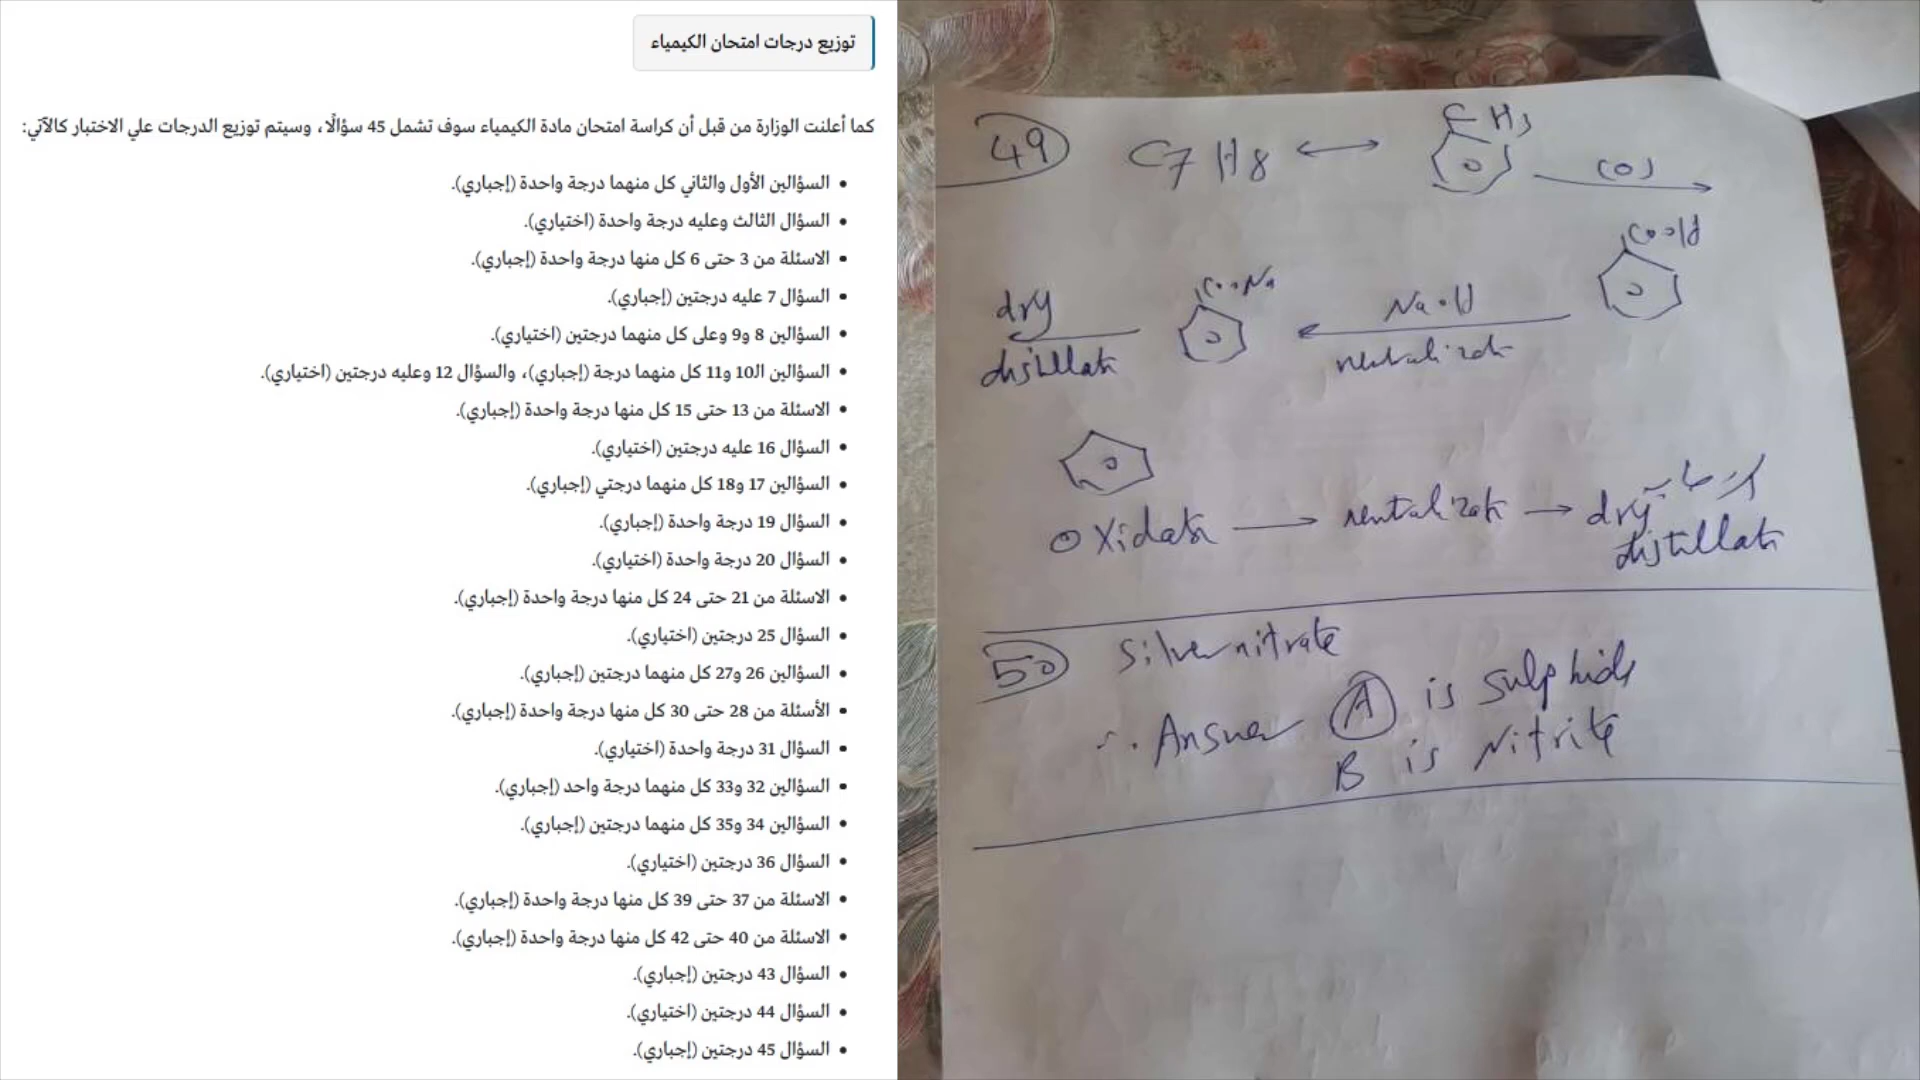 توزيع درجات امتحان الكيمياء
كما أعلنت الوزارة من قبل أن كراسة امتحان مادة الكيمياء سوف تشمل 45 سؤالًا، وسيتم توزيع الدرجات علي الاختبار كالآتي:
السؤالين الأول والثاني كل منهما درجة واحدة (إجباري).
السؤال الثالث وعليه درجة واحدة (اختياري).
الاسئلة من 3 حتى 6 كل منها درجة واحدة (إجباري).
السؤال 7 عليه درجتين (إجباري).
السؤالين 8 و9 وعلى كل منهما درجتين (اختياري).
السؤالين الـ10 و11 كل منهما درجة (إجباري)، والسؤال 12 وعليه درجتين (اختياري).
الاسئلة من 13 حتى 15 كل منها درجة واحدة (إجباري).
السؤال 16 عليه درجتين (اختياري).
السؤالين 17 و18 كل منهما درجتي (إجباري).
السؤال 19 درجة واحدة (إجباري).
السؤال 20 درجة واحدة (اختياري).
الاسئلة من 21 حتى 24 كل منها درجة واحدة (إجباري).
السؤال 25 درجتين (اختياري).
السؤالين 26 و27 كل منهما درجتين (إجباري).
الأسئلة من 28 حتى 30 كل منها درجة واحدة (إجباري).
السؤال 31 درجة واحدة (اختياري).
السؤالين 32 و33 كل منهما درجة واحد (إجباري).
السؤالين 34 و35 كل منهما درجتين (إجباري).
السؤال 36 درجتين (اختياري).
الاسئلة من 37 حتى 39 كل منها درجة واحدة (إجباري).
الاسئلة من 40 حتى 42 كل منها درجة واحدة (إجباري).
السؤال 43 درجتين (إجباري).
السؤال 44 درجتين (اختياري).
السؤال 45 درجتين (إجباري).
49 C7H8 CH3 (O)
COOH
dry COONa NaOH
distillation neutralization
Oxidation → neutralization → dry
distillation
50 Silver nitrate
∴ Answer A is sulphide
B is Nitrite